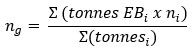 n_g = Σ (tonnes EB_i x n_i) / Σ(tonnes_i)